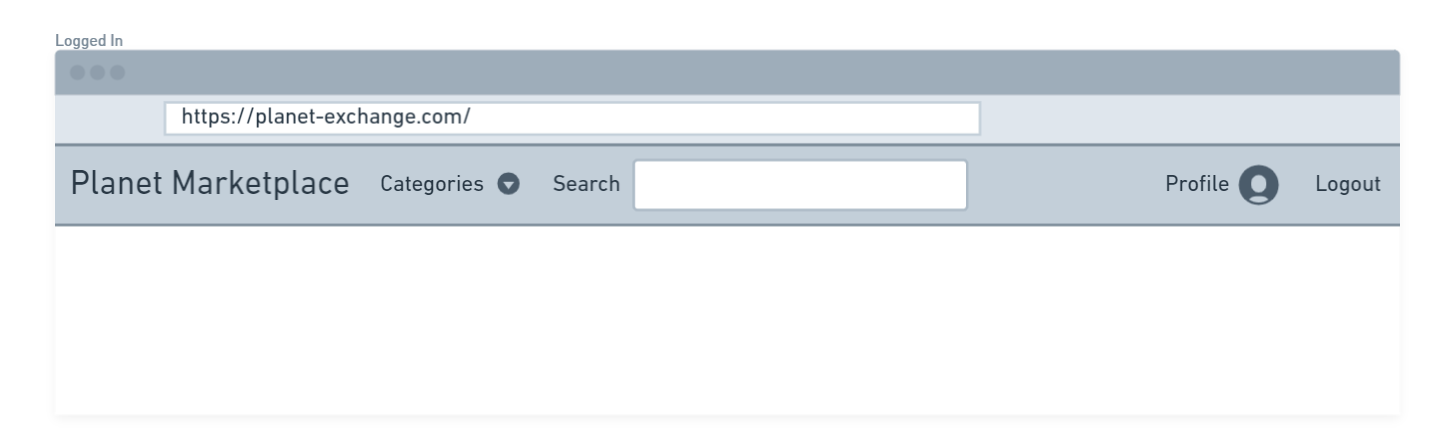 Logged In
https://planet-exchange.com/
Planet Marketplace Categories Search Profile Logout